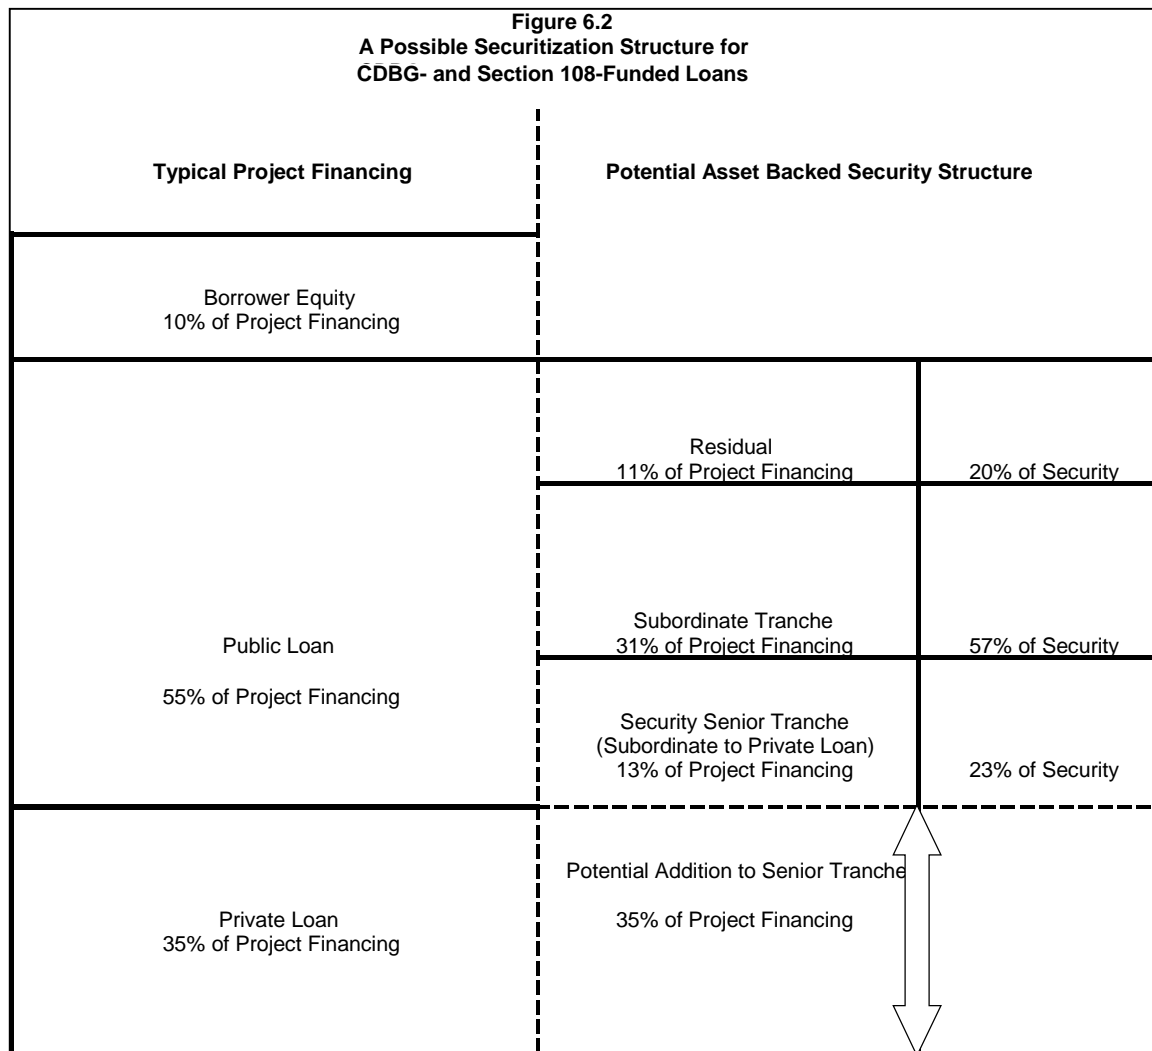 Figure 6.2
A Possible Securitization Structure for
CDBG- and Section 108-Funded Loans
Typical Project Financing
Potential Asset Backed Security Structure
Borrower Equity
10% of Project Financing
Residual
11% of Project Financing
20% of Security
Public Loan
55% of Project Financing
Subordinate Tranche
31% of Project Financing
57% of Security
Security Senior Tranche
(Subordinate to Private Loan)
13% of Project Financing
23% of Security
Private Loan
35% of Project Financing
Potential Addition to Senior Tranche
35% of Project Financing